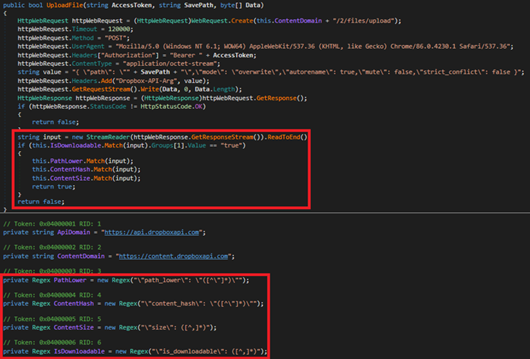 public bool UploadFile(string AccessToken, string SavePath, byte[] Data)
{
HttpWebRequest httpWebRequest = (HttpWebRequest)WebRequest.Create(this.ContentDomain + "/2/files/upload");
httpWebRequest.Timeout = 120000;
httpWebRequest.Method = "POST";
httpWebRequest.UserAgent = "Mozilla/5.0 (Windows NT 6.1; WOW64) AppleWebKit/537.36 (KHTML, like Gecko) Chrome/86.0.4230.1 Safari/537.36";
httpWebRequest.Headers["Authorization"] = "Bearer " + AccessToken;
httpWebRequest.ContentType = "application/octet-stream";
string value = "{ \"path\": \"" + SavePath + "\",\"mode\": \"overwrite\",\"autorename\": true,\"mute\": false,\"strict_conflict\": false }";
httpWebRequest.Headers.Add("Dropbox-API-Arg", value);
httpWebRequest.GetRequestStream().Write(Data, 0, Data.Length);
HttpWebResponse httpWebResponse = (HttpWebResponse)httpWebRequest.GetResponse();
if (httpWebResponse.StatusCode != HttpStatusCode.OK)
{
return false;
}
string input = new StreamReader(httpWebResponse.GetResponseStream()).ReadToEnd()
if (this.IsDownloadable.Match(input).Groups[1].Value == "true")
{
this.PathLower.Match(input);
this.ContentHash.Match(input);
this.ContentSize.Match(input);
return true;
}
return false;
}
// Token: 0x04000001 RID: 1
private string ApiDomain = "https://api.dropboxapi.com";
// Token: 0x04000002 RID: 2
private string ContentDomain = "https://content.dropboxapi.com";
// Token: 0x04000003 RID: 3
private Regex PathLower = new Regex("\"path_lower\": \"([^\"]*)\"");
// Token: 0x04000004 RID: 4
private Regex ContentHash = new Regex("\"content_hash\": \"([^\"]*)\"");
// Token: 0x04000005 RID: 5
private Regex ContentSize = new Regex("\"size\": ([^,]*)");
// Token: 0x04000006 RID: 6
private Regex IsDownloadable = new Regex("\"is_downloadable\": ([^,]*)");